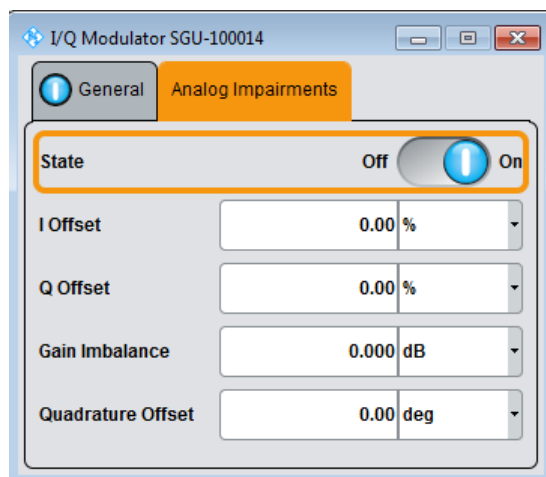 I/Q Modulator SGU-100014
General Analog Impairments
State Off On
I Offset 0.00 %
Q Offset 0.00 %
Gain Imbalance 0.000 dB
Quadrature Offset 0.00 deg